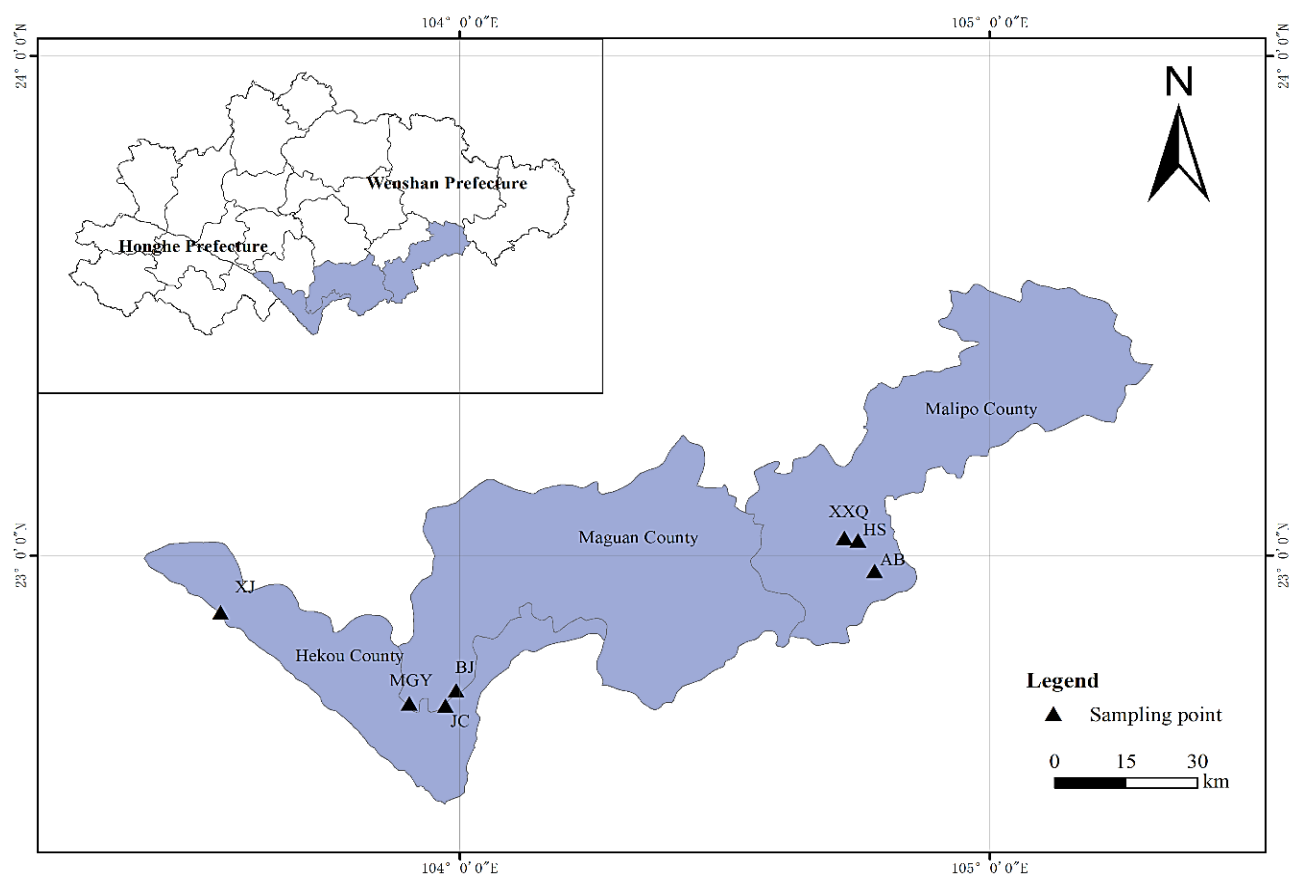 104° 0′0″E
105° 0′0″E
24° 0′0″N
24° 0′0″N
N
Wenshan Prefecture
Honghe Prefecture
Malipo County
XXQ
HS
Maguan County
23° 0′0″N
23° 0′0″N
AB
XJ
Hekou County
BJ
MGY
JC
Legend
Sampling point
0 15 30
km
104° 0′0″E
105° 0′0″E